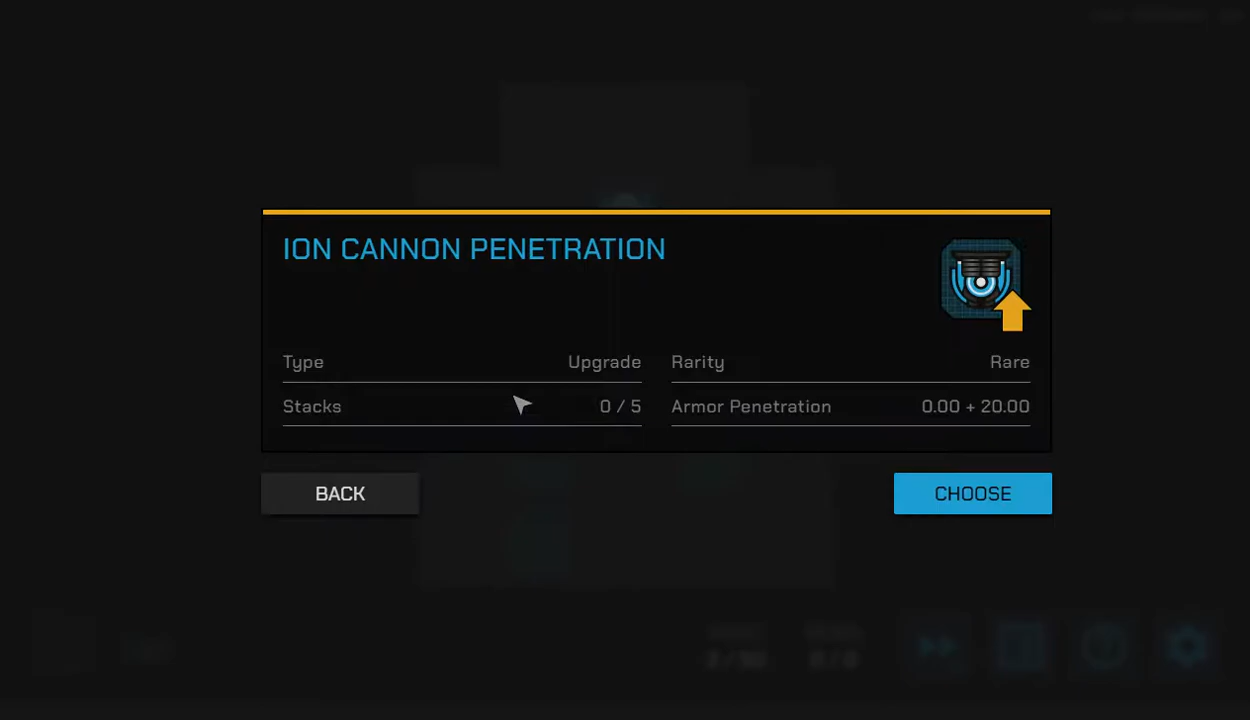 ION CANNON PENETRATION
Type Upgrade Rarity Rare
Stacks 0 / 5 Armor Penetration 0.00 + 20.00
BACK CHOOSE